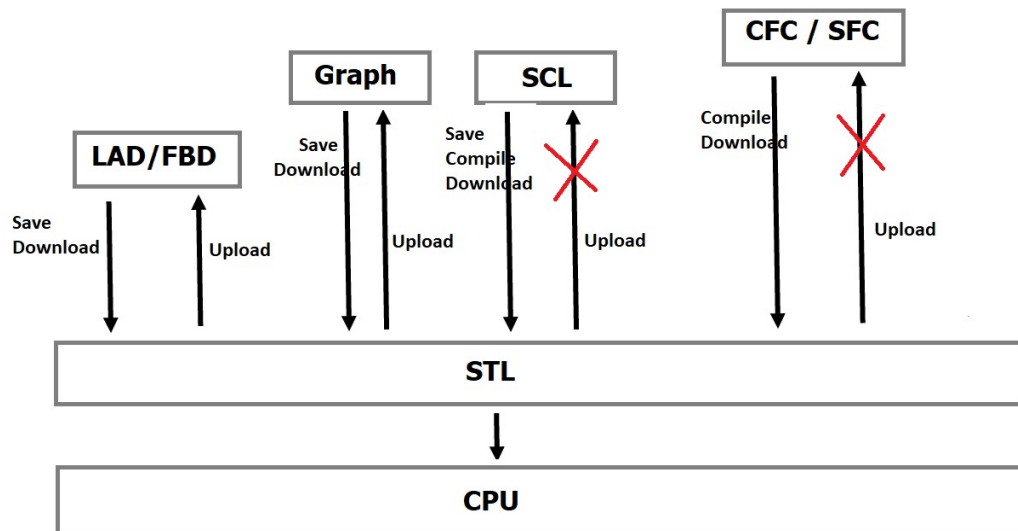 CFC / SFC
Graph
SCL
LAD/FBD
Save
Download
Upload
Save
Download
Upload
Save
Compile
Download
Upload
Compile
Download
Upload
STL
CPU